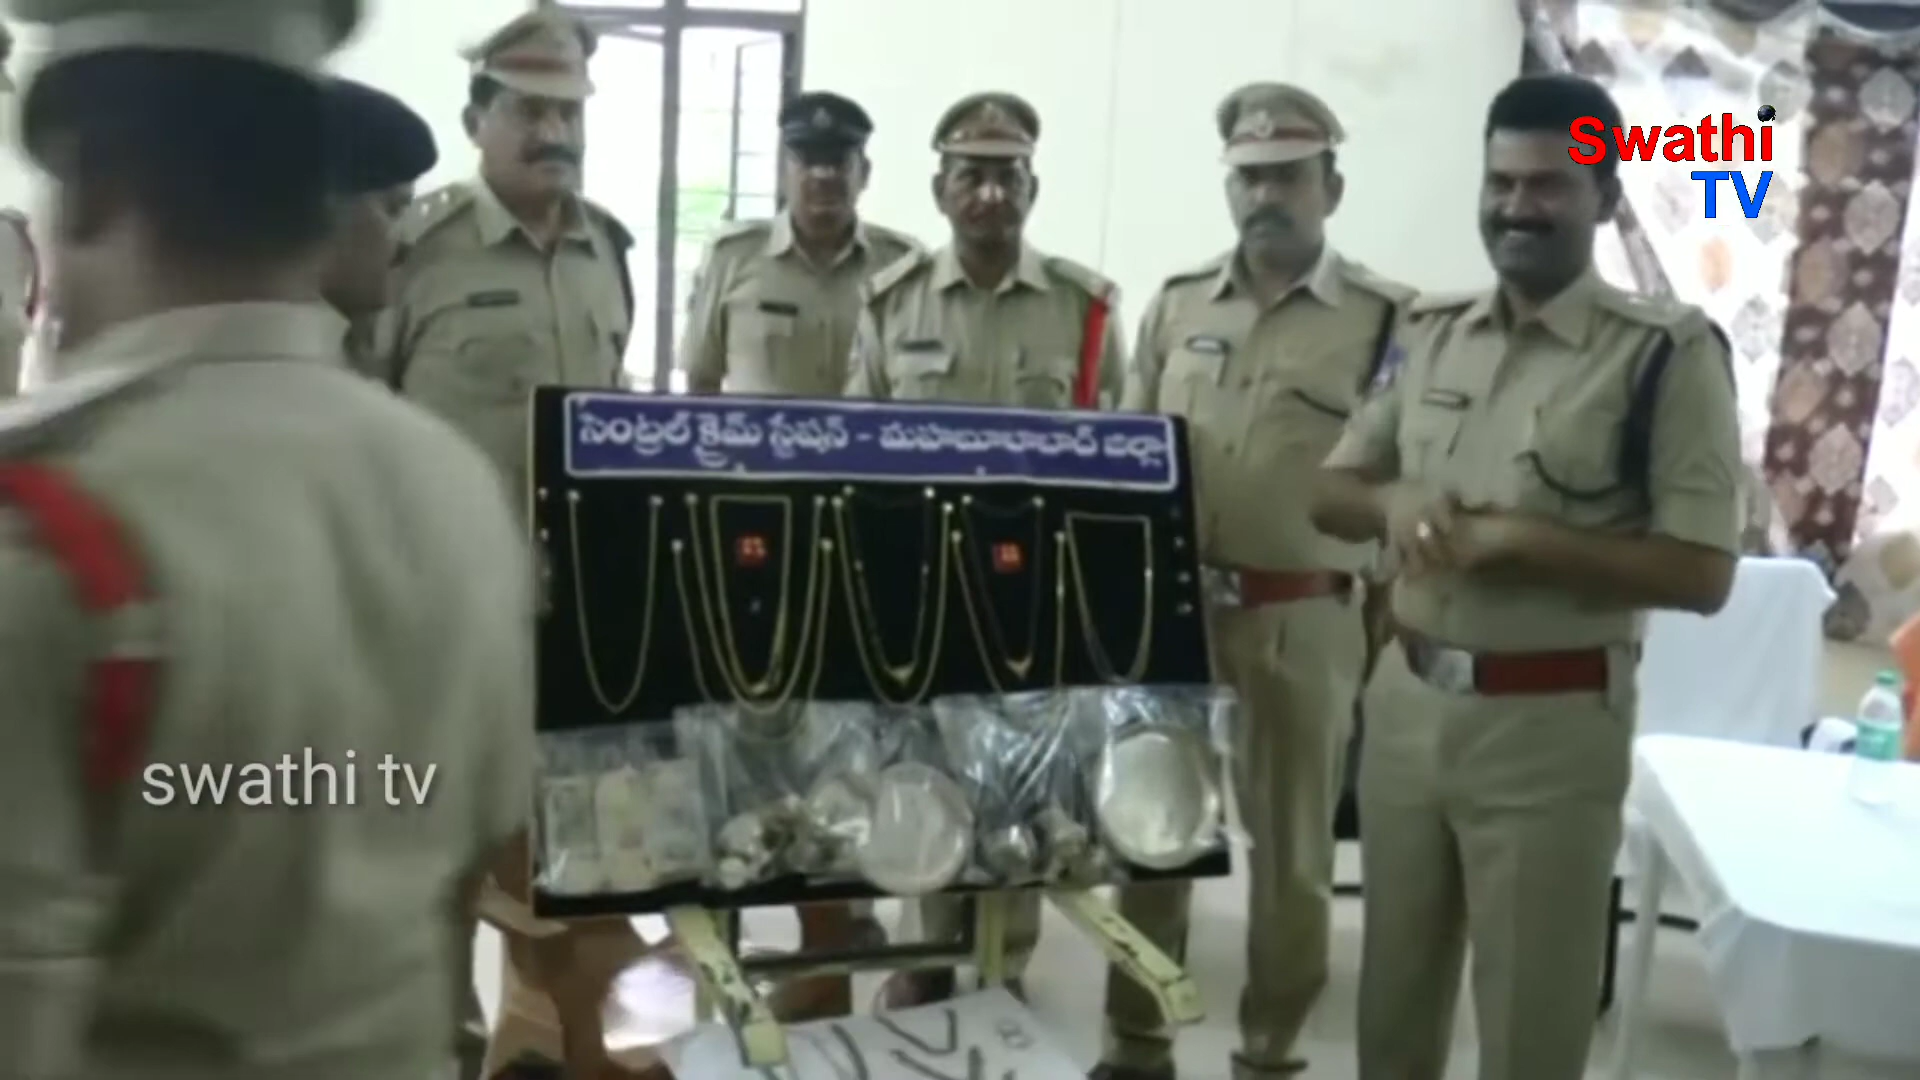 Swathi
TV
సెంట్రల్ క్రైమ్ స్టేషన్ - మహబూబాబాద్ జిల్లా
swathi tv